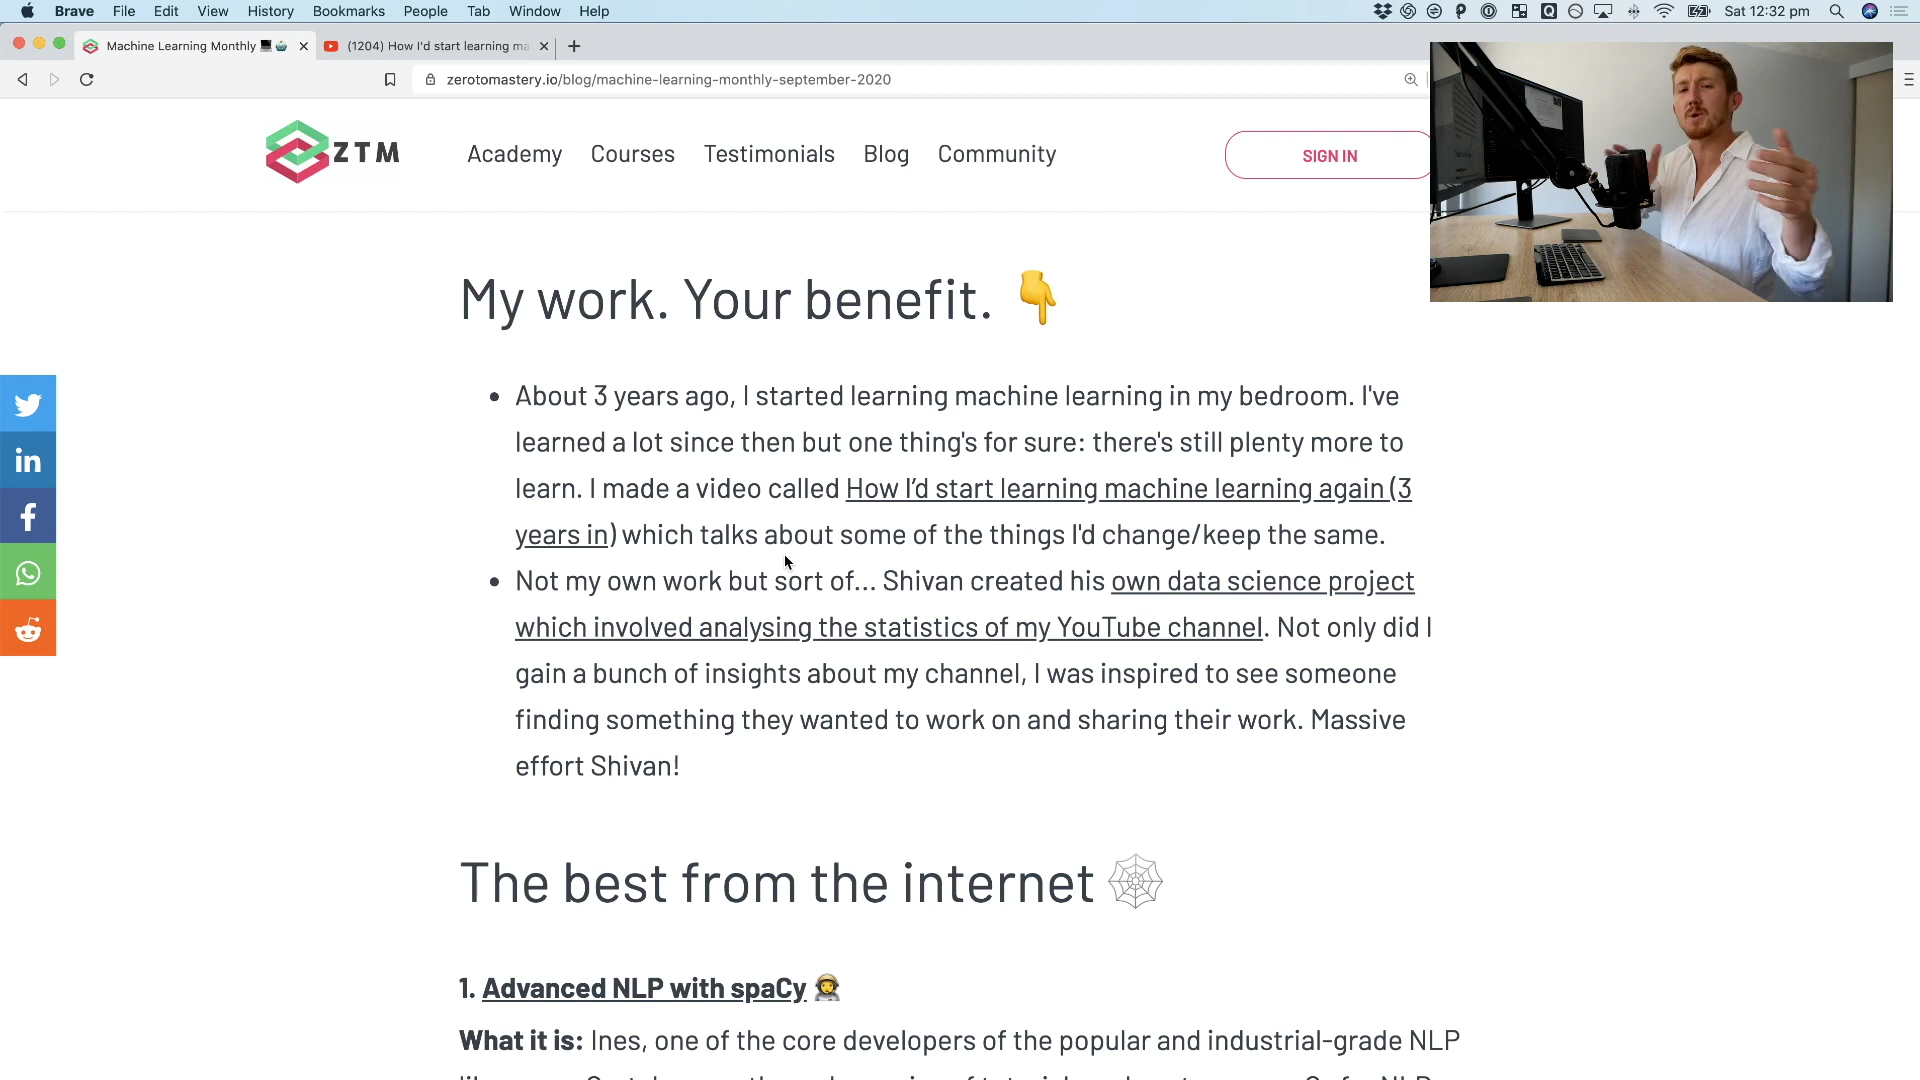 Brave File Edit View History Bookmarks People Tab Window Help Sat 12:32 pm
Machine Learning Monthly (1204) How I'd start learning ma
zerotomastery.io/blog/machine-learning-monthly-september-2020
ZTM Academy Courses Testimonials Blog Community SIGN IN
My work. Your benefit. 👇
• About 3 years ago, I started learning machine learning in my bedroom. I've
learned a lot since then but one thing's for sure: there's still plenty more to
learn. I made a video called How I’d start learning machine learning again (3
years in) which talks about some of the things I'd change/keep the same.
• Not my own work but sort of... Shivan created his own data science project
which involved analysing the statistics of my YouTube channel. Not only did I
gain a bunch of insights about my channel, I was inspired to see someone
finding something they wanted to work on and sharing their work. Massive
effort Shivan!
The best from the internet 🕸
1. Advanced NLP with spaCy 👩‍🚀
What it is: Ines, one of the core developers of the popular and industrial-grade NLP